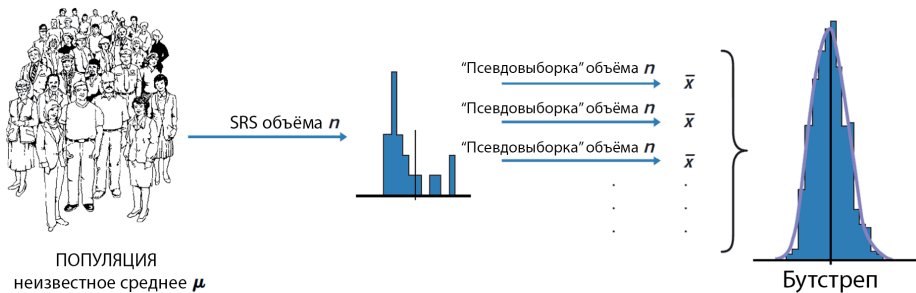 “Псевдовыборка” объёма n
x̄
“Псевдовыборка” объёма n
x̄
SRS объёма n
“Псевдовыборка” объёма n
x̄
ПОПУЛЯЦИЯ
неизвестное среднее μ
Бутстреп